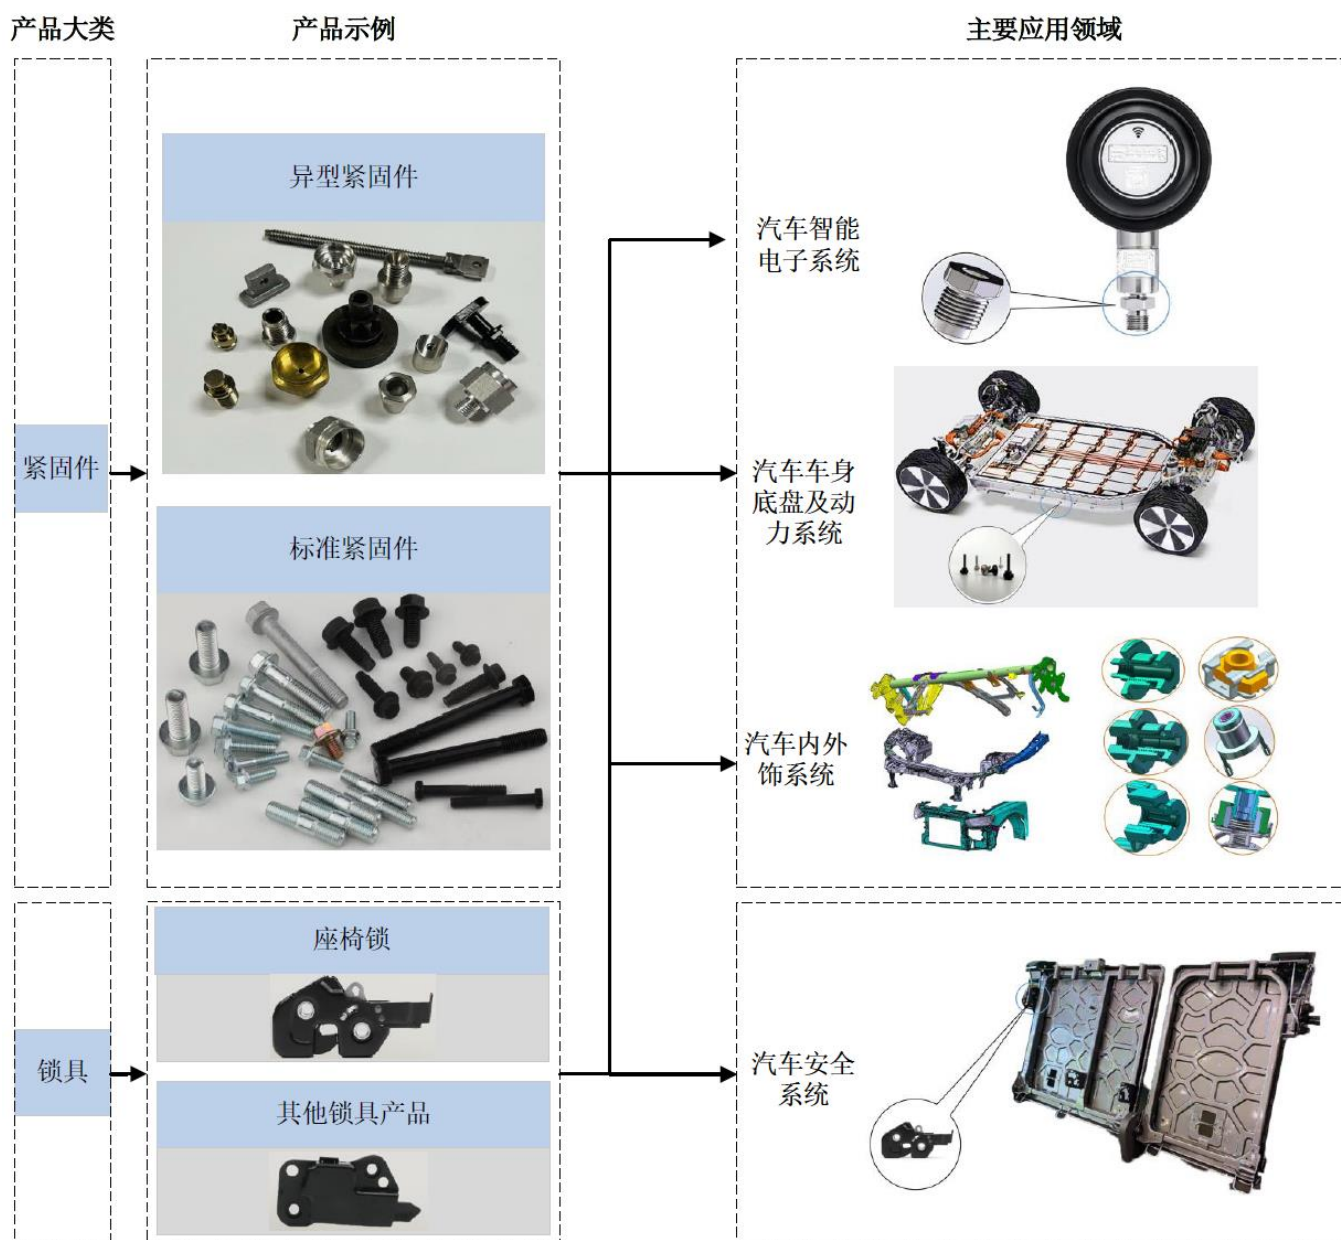 产品大类
产品示例
主要应用领域
异型紧固件
汽车智能
电子系统
紧固件
汽车车身
底盘及动
力系统
标准紧固件
汽车内外
饰系统
座椅锁
锁具
汽车安全
系统
其他锁具产品